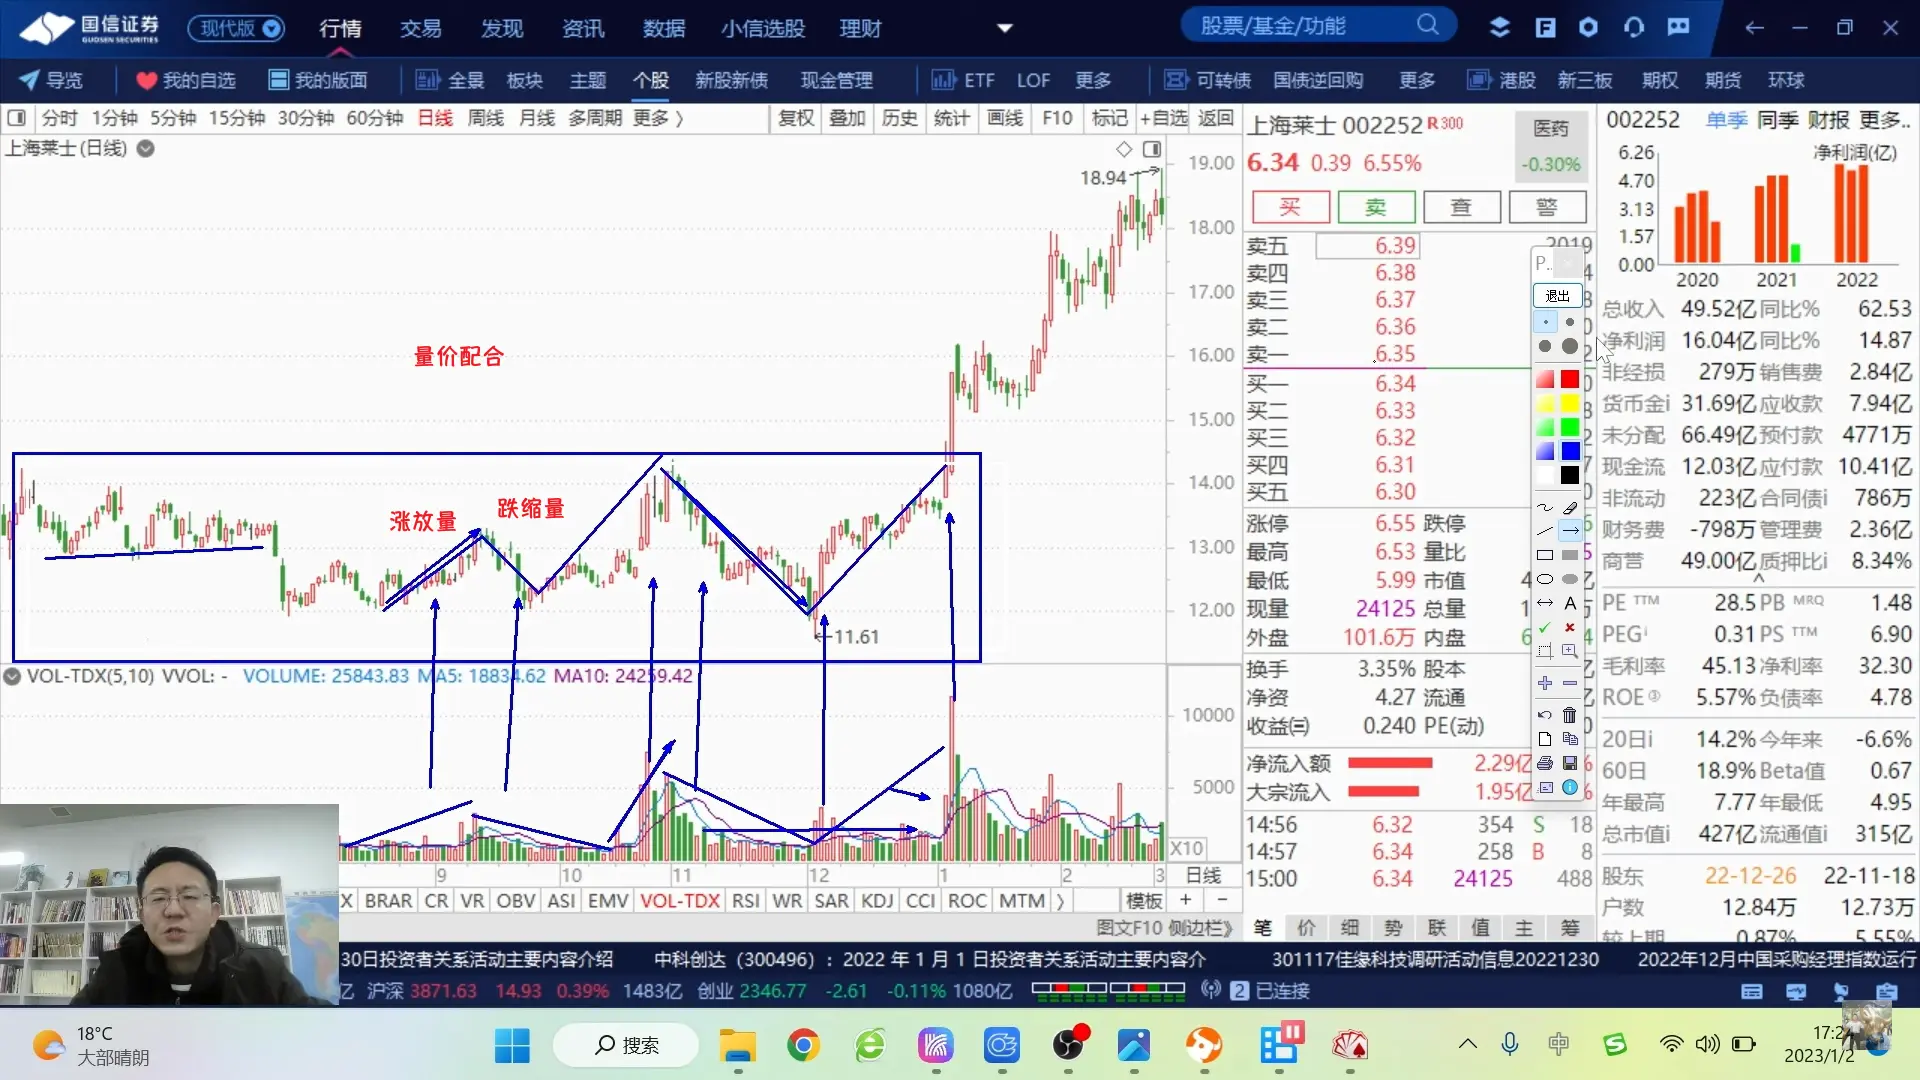 国信证券 现代版 行情 交易 发现 资讯 数据 小信选股 理财 股票/基金/功能
GUOSEN SECURITIES
导览 我的自选 我的版面 全景 板块 主题 个股 新股新债 现金管理 ETF LOF 更多 可转债 国债逆回购 更多 港股 新三板 期权 期货 环球
分时 1分钟 5分钟 15分钟 30分钟 60分钟 日线 周线 月线 多周期 更多 〉 复权 叠加 历史 统计 画线 F10 标记 +自选 返回
上海莱士(日线)
18.94
19.00
18.00
17.00
16.00
15.00
14.00
13.00
12.00
量价配合
涨放量
跌缩量
11.61
VOL-TDX(5,10) VVOL: - VOLUME: 25843.83 MA5: 18834.62 MA10: 24259.42
10000
5000
X10
9 10 11 12 1 2 3 日线
X BRAR CR VR OBV ASI EMV VOL-TDX RSI WR SAR KDJ CCI ROC MTM 〉 模板 + −
图文F10 侧边栏》
上海莱士 002252 R300 医药
6.34 0.39 6.55% -0.30%
买 卖 查 警
卖五 6.39 2019
卖四 6.38
卖三 6.37
卖二 6.36
卖一 6.35
买一 6.34
买二 6.33
买三 6.32
买四 6.31
买五 6.30
涨停 6.55 跌停
最高 6.53 量比
最低 5.99 市值
现量 24125 总量
外盘 101.6万 内盘
换手 3.35% 股本
净资 4.27 流通
收益㈢ 0.240 PE(动)
净流入额 2.29亿
大宗流入 1.95亿
14:56 6.32 354 S 18
14:57 6.34 258 B 8
15:00 6.34 24125 488
笔 价 细 势 联 值 主 筹
P..
退出
A
002252 单季 同季 财报 更多..
净利润(亿)
6.26
4.70
3.13
1.57
0.00
2020 2021 2022
总收入 49.52亿 同比% 62.53
净利润 16.04亿 同比% 14.87
非经损 279万 销售费 2.84亿
货币金i 31.69亿 应收款 7.94亿
未分配 66.49亿 预付款 4771万
现金流 12.03亿 应付款 10.41亿
非流动 223亿 合同债i 786万
财务费 -798万 管理费 2.36亿
商誉 49.00亿 质押比i 8.34%
PE TTM 28.5 PB MRQ 1.48
PEG i 0.31 PS TTM 6.90
毛利率 45.13 净利率 32.30
ROE③ 5.57% 负债率 4.78
20日i 14.2% 今年来 -6.6%
60日 18.9% Beta值 0.67
年最高 7.77 年最低 4.95
总市值i 427亿 流通值i 315亿
股东 22-12-26 22-11-18
户数 12.84万 12.73万
较上期 0.87% 5.55%
30日投资者关系活动主要内容介绍 中科创达（300496）：2022 年 1 月 1 日投资者关系活动主要内容介 301117佳缘科技调研活动信息20221230 2022年12月中国采购经理指数运行
亿 沪深 3871.63 14.93 0.39% 1483亿 创业 2346.77 -2.61 -0.11% 1080亿 2 已连接
18°C
大部晴朗
搜索
中
17:2
2023/1/2